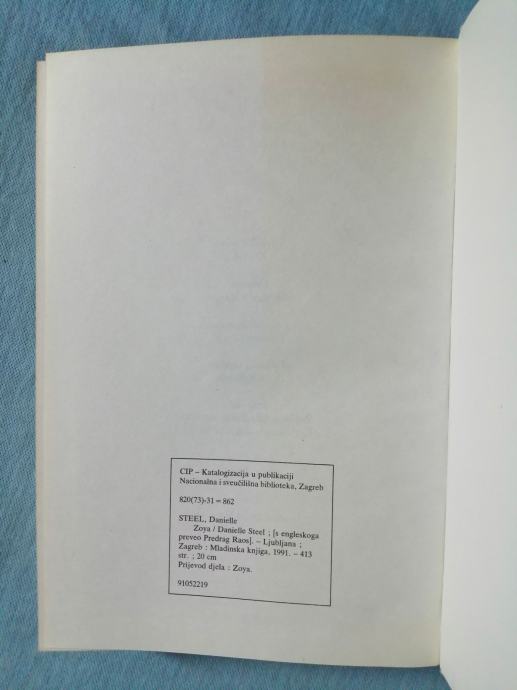 CIP – Katalogizacija u publikaciji
Nacionalna i sveučilišna biblioteka, Zagreb
820(73)-31 = 862
STEEL, Danielle
Zoya / Danielle Steel ; [s engleskoga
preveo Predrag Raos]. – Ljubljana ;
Zagreb : Mladinska knjiga, 1991. – 413
str. ; 20 cm
Prijevod djela : Zoya.
91052219